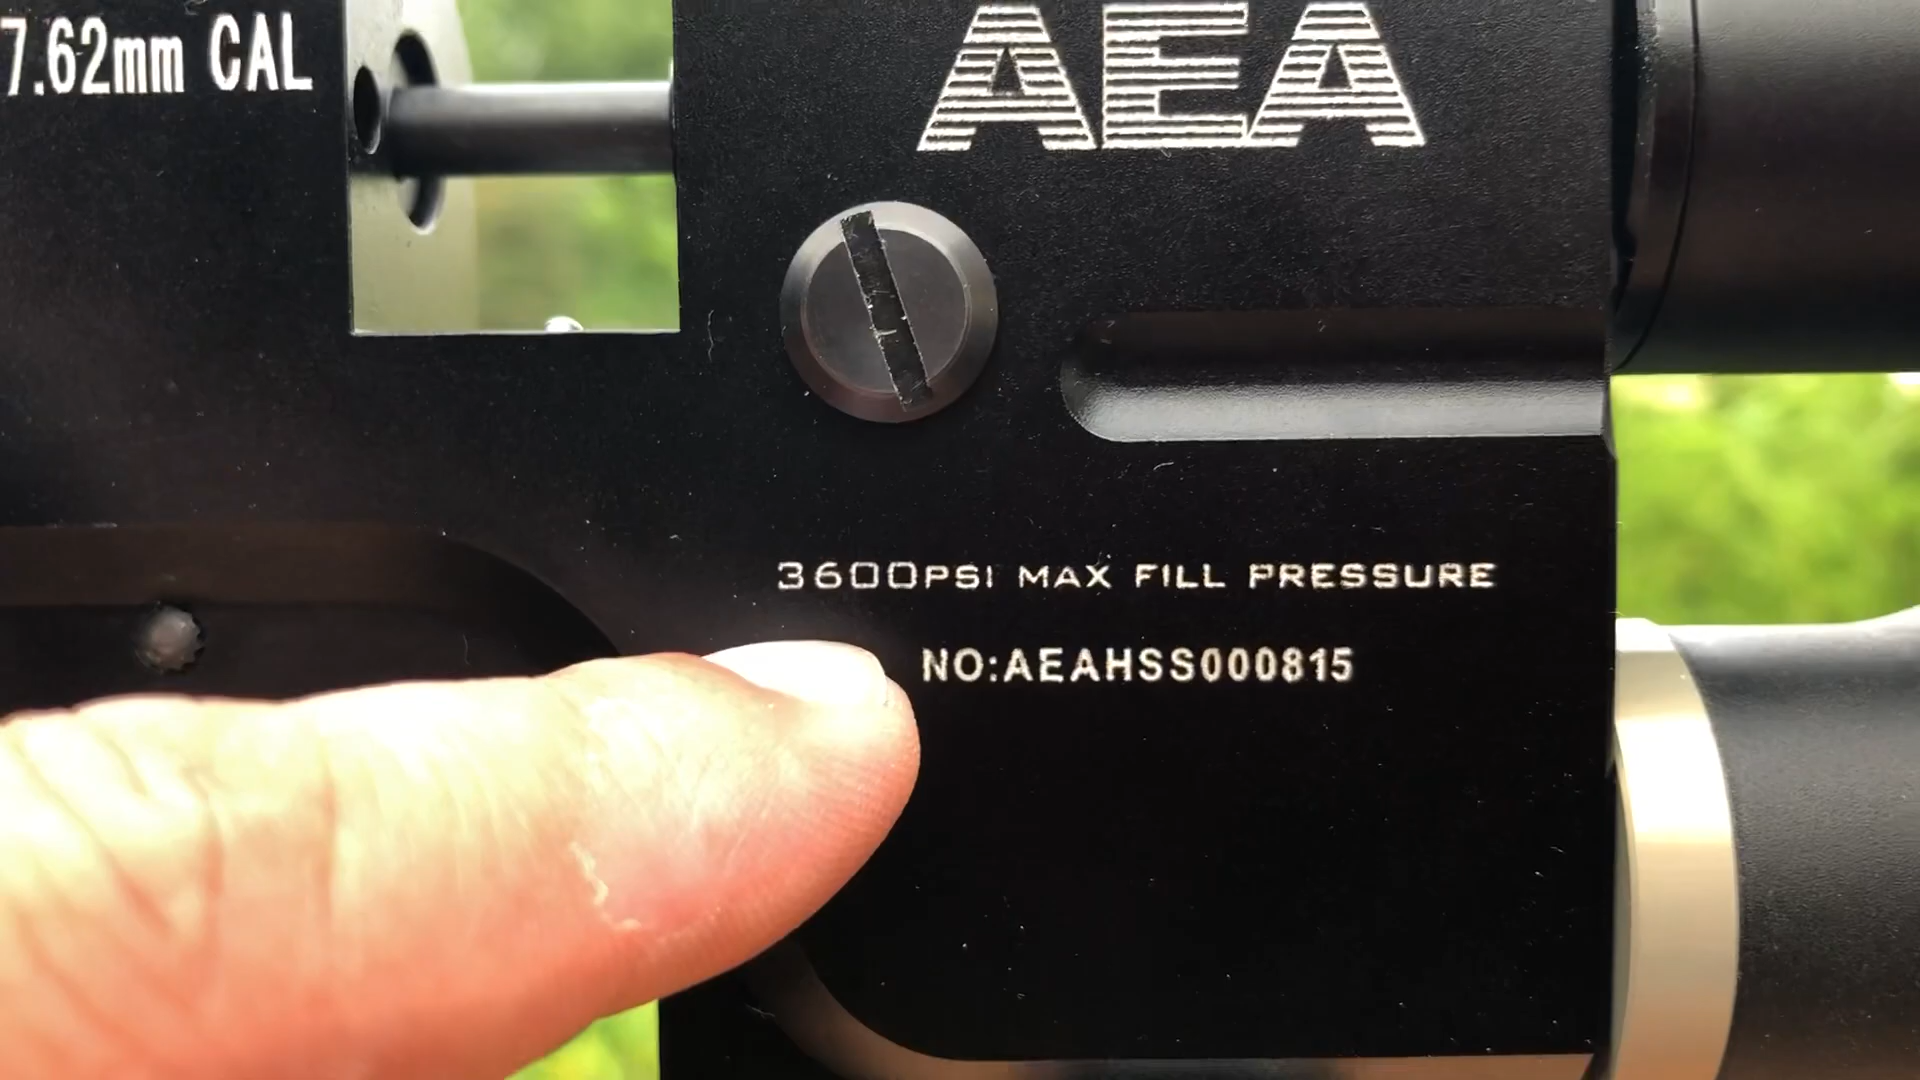 7.62mm CAL
AEA
3600PSI MAX FILL PRESSURE
NO:AEAHSS000815